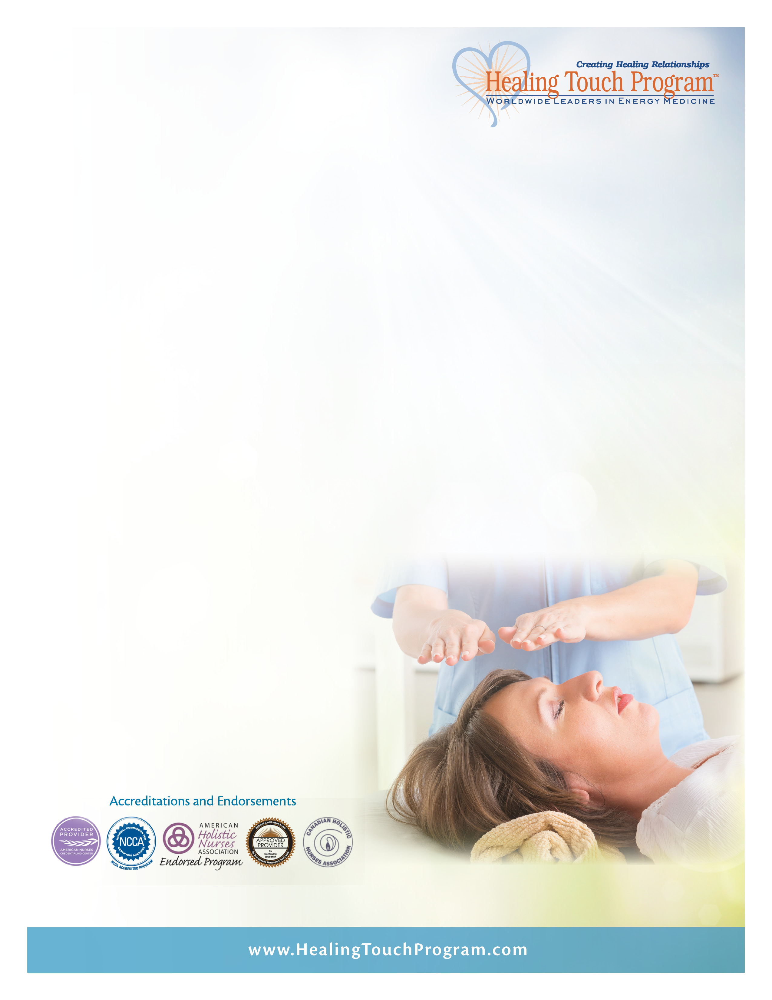 Creating Healing Relationships
Healing Touch Program™
WORLDWIDE LEADERS IN ENERGY MEDICINE
Accreditations and Endorsements
ACCREDITED
PROVIDER
AMERICAN NURSES
CREDENTIALING CENTER
NATIONAL COMMISSION FOR
NCCA
CERTIFYING AGENCIES
NCCA ACCREDITED PROGRAM
AMERICAN
Holistic
Nurses
ASSOCIATION
Endorsed Program
National Certification Board
APPROVED
PROVIDER
for
Continuing
Education
for Therapeutic Massage & Bodywork
CANADIAN HOLISTIC
NURSES ASSOCIATION
www.HealingTouchProgram.com